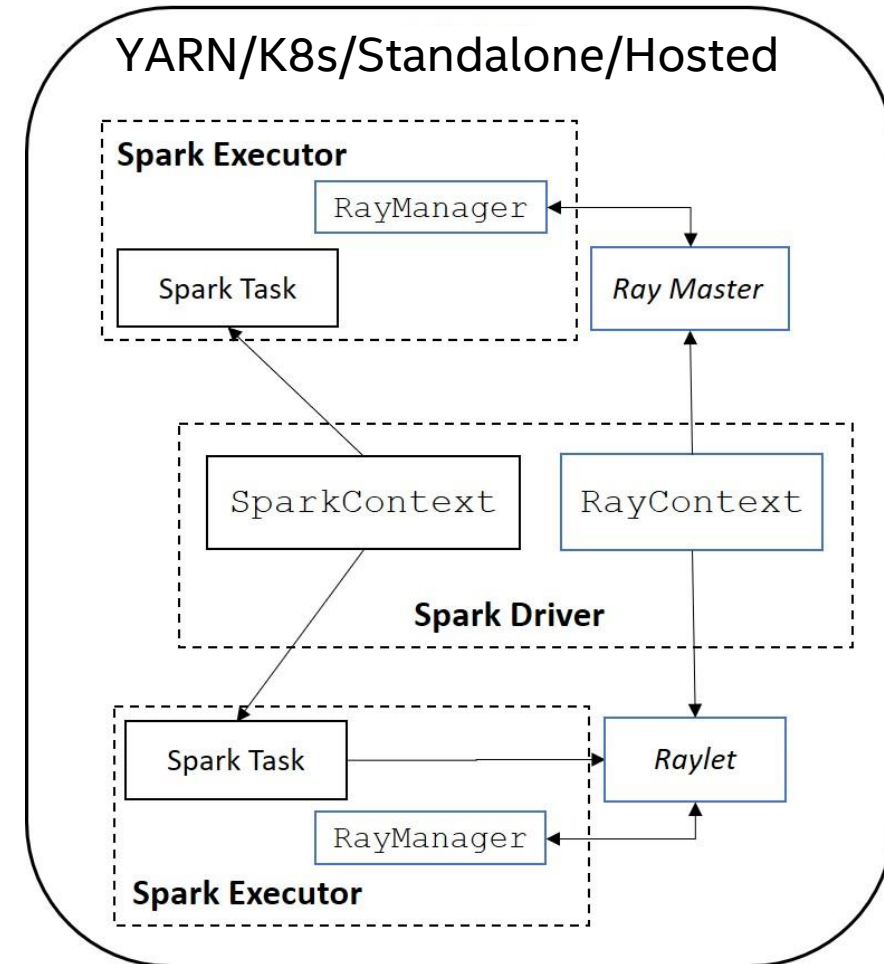 YARN/K8s/Standalone/Hosted
Spark Executor
RayManager
Spark Task
Ray Master
SparkContext
RayContext
Spark Driver
Spark Task
Raylet
RayManager
Spark Executor